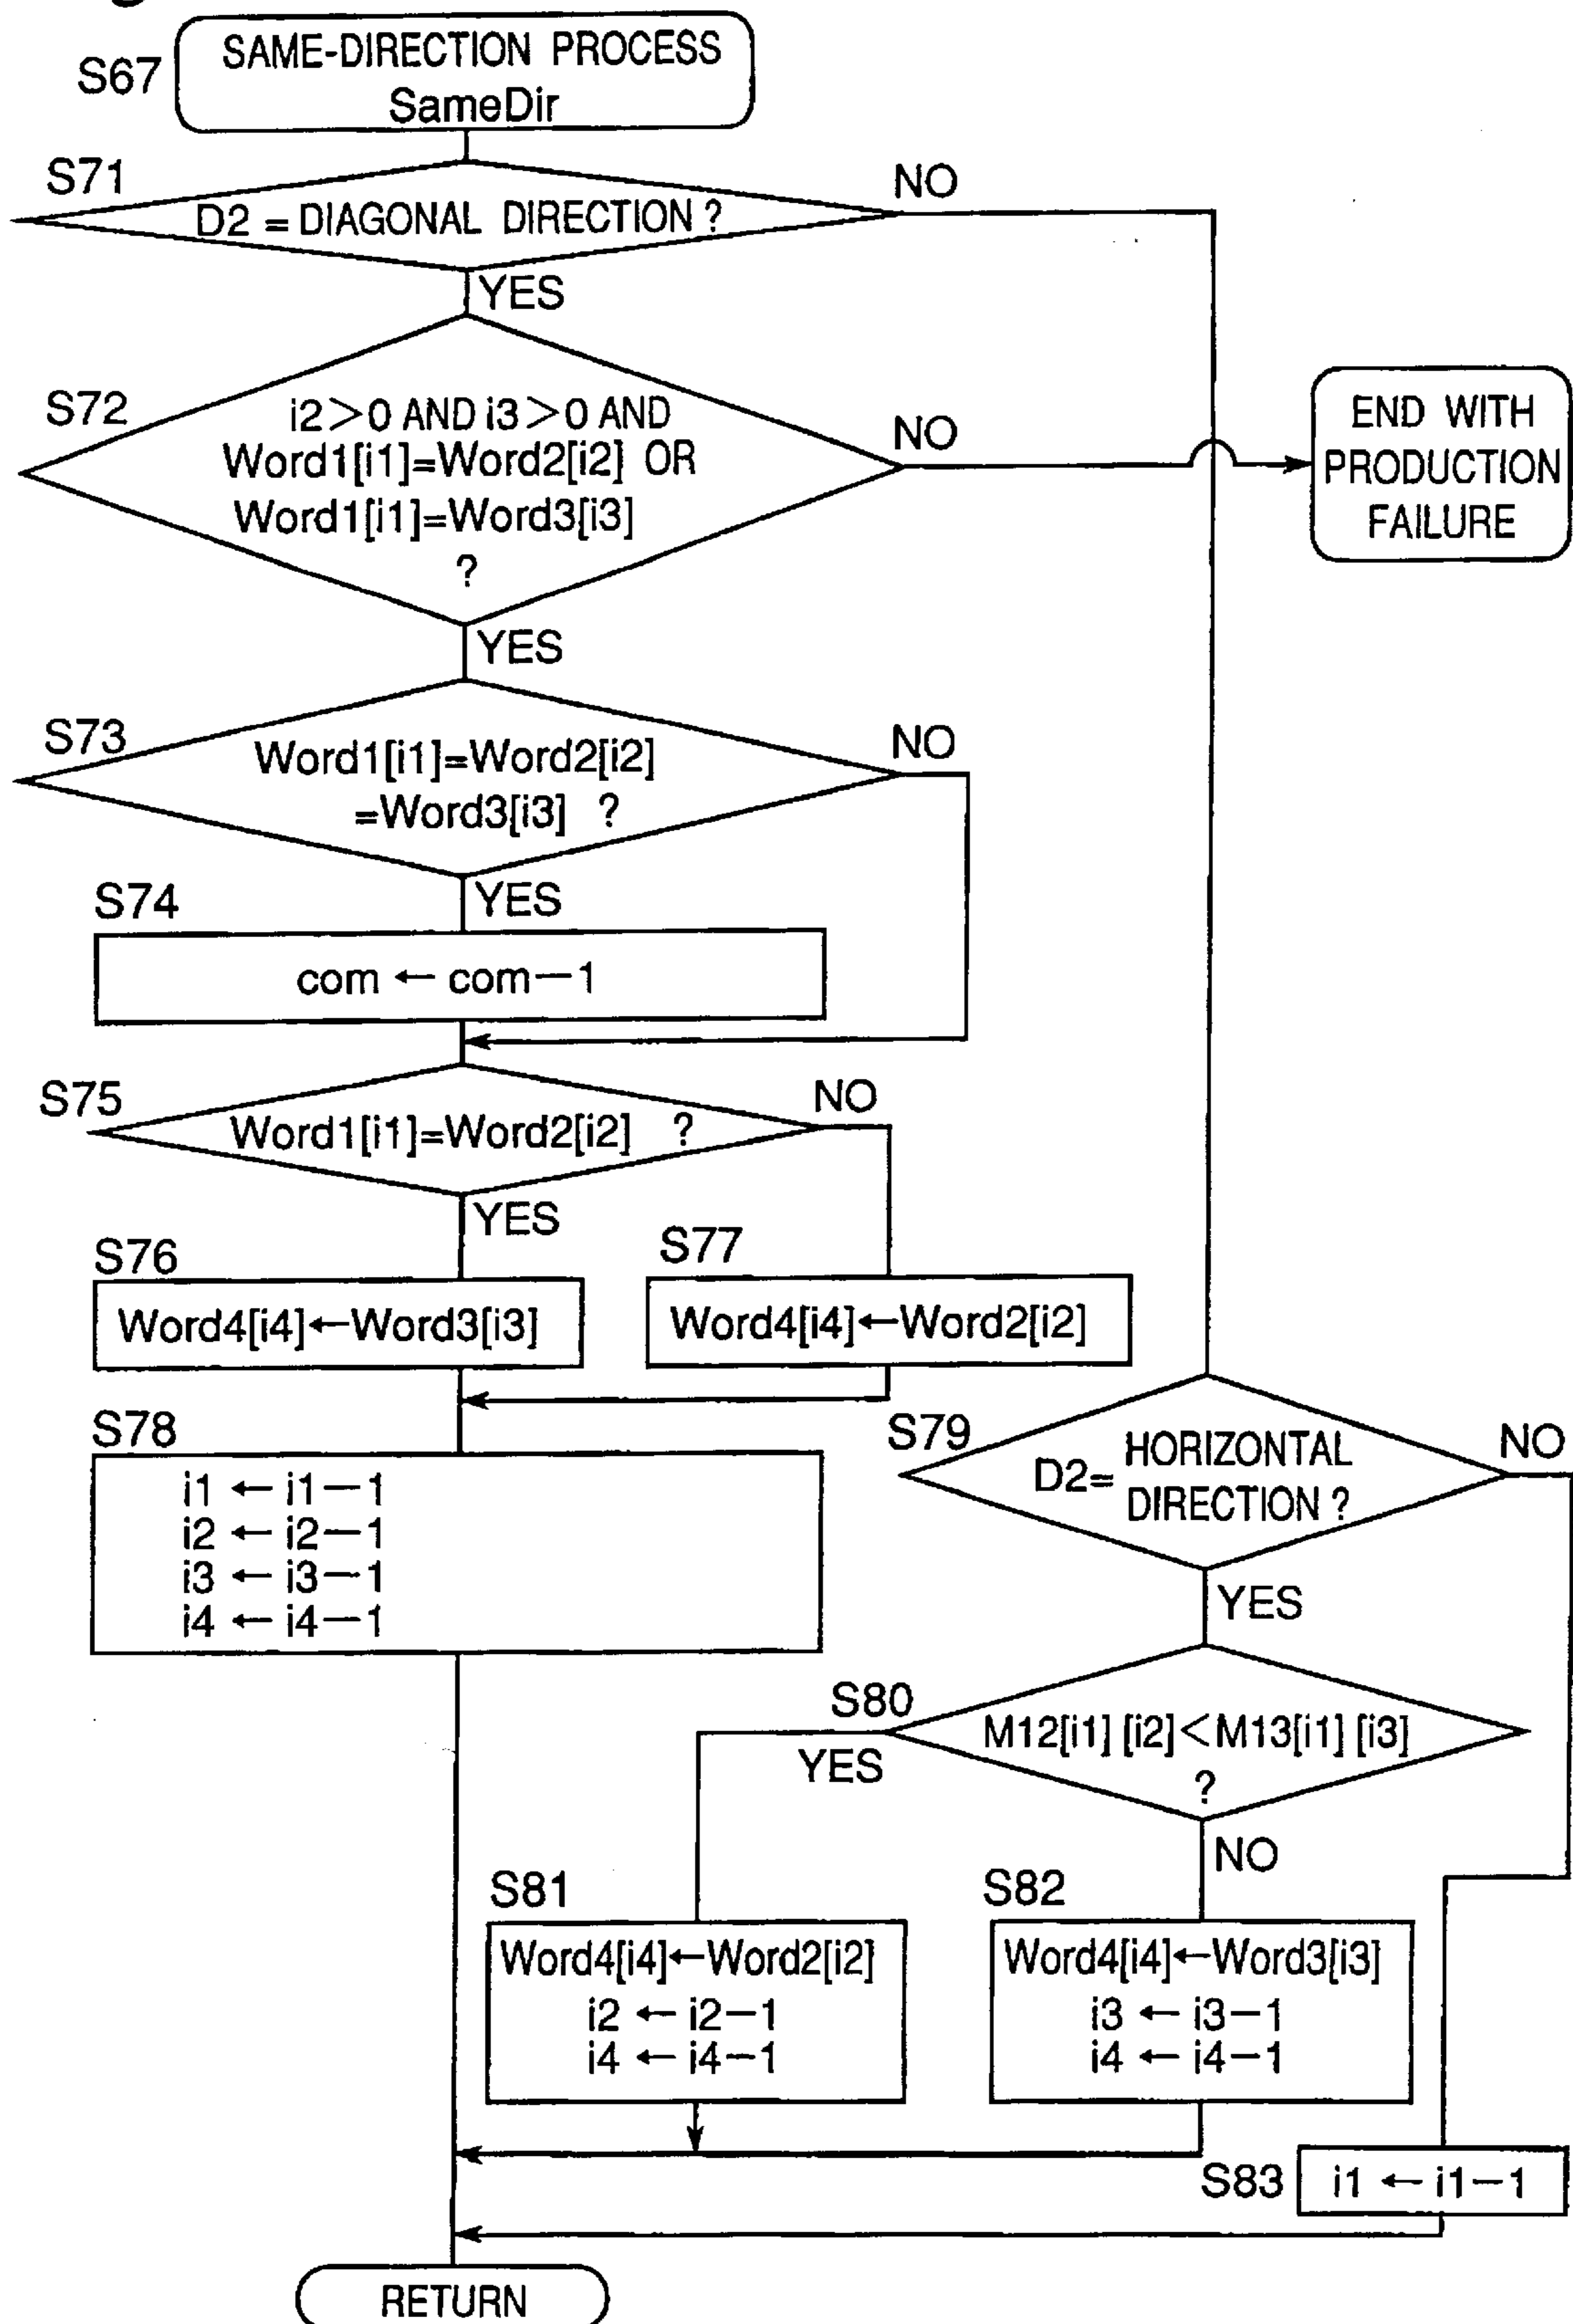 S67
SAME-DIRECTION PROCESS
SameDir
S71
D2 = DIAGONAL DIRECTION ?
NO
YES
S72
i2>0 AND i3>0 AND
Word1[i1]=Word2[i2] OR
Word1[i1]=Word3[i3]
?
NO
END WITH
PRODUCTION
FAILURE
YES
S73
Word1[i1]=Word2[i2]
=Word3[i3] ?
NO
YES
S74
com ← com—1
S75
Word1[i1]=Word2[i2] ?
NO
YES
S76
Word4[i4]←Word3[i3]
S77
Word4[i4]←Word2[i2]
S78
i1 ← i1—1
i2 ← i2—1
i3 ← i3—1
i4 ← i4—1
S79
D2=
HORIZONTAL
DIRECTION ?
NO
YES
S80
M12[i1] [i2]<M13[i1] [i3]
?
YES
NO
S81
Word4[i4]←Word2[i2]
i2 ← i2—1
i4 ← i4—1
S82
Word4[i4]←Word3[i3]
i3 ← i3—1
i4 ← i4—1
S83
i1 ← i1—1
RETURN